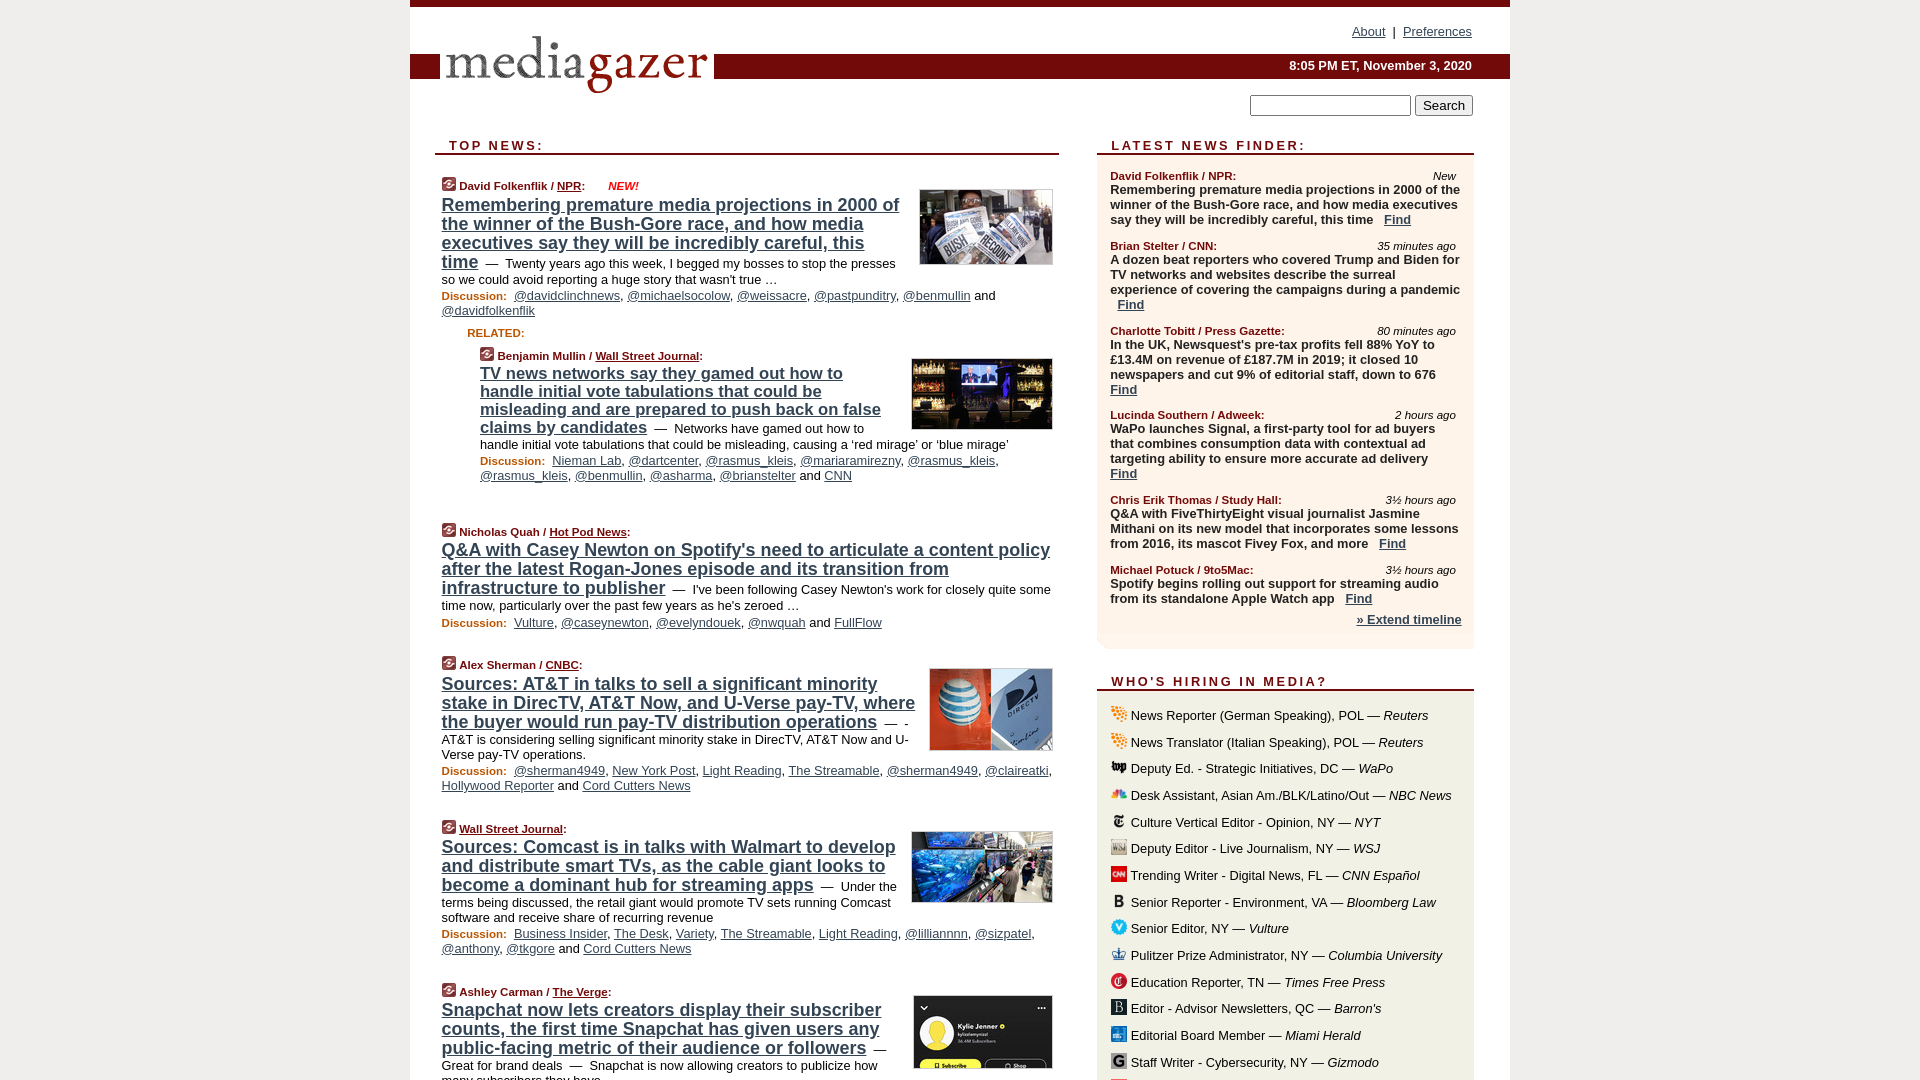 About | Preferences
mediagazer
8:05 PM ET, November 3, 2020
Search
TOP NEWS:
David Folkenflik / NPR: NEW!
Remembering premature media projections in 2000 of
the winner of the Bush-Gore race, and how media
executives say they will be incredibly careful, this
time — Twenty years ago this week, I begged my bosses to stop the presses
so we could avoid reporting a huge story that wasn't true …
Discussion: @davidclinchnews, @michaelsocolow, @weissacre, @pastpunditry, @benmullin and
@davidfolkenflik
RELATED:
Benjamin Mullin / Wall Street Journal:
TV news networks say they gamed out how to
handle initial vote tabulations that could be
misleading and are prepared to push back on false
claims by candidates — Networks have gamed out how to
handle initial vote tabulations that could be misleading, causing a ‘red mirage’ or ‘blue mirage’
Discussion: Nieman Lab, @dartcenter, @rasmus_kleis, @mariaramirezny, @rasmus_kleis,
@rasmus_kleis, @benmullin, @asharma, @brianstelter and CNN
Nicholas Quah / Hot Pod News:
Q&A with Casey Newton on Spotify's need to articulate a content policy
after the latest Rogan-Jones episode and its transition from
infrastructure to publisher — I've been following Casey Newton's work for closely quite some
time now, particularly over the past few years as he's zeroed …
Discussion: Vulture, @caseynewton, @evelyndouek, @nwquah and FullFlow
Alex Sherman / CNBC:
Sources: AT&T in talks to sell a significant minority
stake in DirecTV, AT&T Now, and U-Verse pay-TV, where
the buyer would run pay-TV distribution operations — -
AT&T is considering selling significant minority stake in DirecTV, AT&T Now and U-
Verse pay-TV operations.
Discussion: @sherman4949, New York Post, Light Reading, The Streamable, @sherman4949, @claireatki,
Hollywood Reporter and Cord Cutters News
Wall Street Journal:
Sources: Comcast is in talks with Walmart to develop
and distribute smart TVs, as the cable giant looks to
become a dominant hub for streaming apps — Under the
terms being discussed, the retail giant would promote TV sets running Comcast
software and receive share of recurring revenue
Discussion: Business Insider, The Desk, Variety, The Streamable, Light Reading, @lilliannnn, @sizpatel,
@anthony, @tkgore and Cord Cutters News
Ashley Carman / The Verge:
Snapchat now lets creators display their subscriber
counts, the first time Snapchat has given users any
public-facing metric of their audience or followers —
Great for brand deals — Snapchat is now allowing creators to publicize how
many subscribers they have
BUSH
RECOUNT
DIRECTV
Kylie Jenner
Subscribe
Shop
LATEST NEWS FINDER:
David Folkenflik / NPR: New
Remembering premature media projections in 2000 of the
winner of the Bush-Gore race, and how media executives
say they will be incredibly careful, this time Find
Brian Stelter / CNN: 35 minutes ago
A dozen beat reporters who covered Trump and Biden for
TV networks and websites describe the surreal
experience of covering the campaigns during a pandemic
Find
Charlotte Tobitt / Press Gazette: 80 minutes ago
In the UK, Newsquest's pre-tax profits fell 88% YoY to
£13.4M on revenue of £187.7M in 2019; it closed 10
newspapers and cut 9% of editorial staff, down to 676
Find
Lucinda Southern / Adweek: 2 hours ago
WaPo launches Signal, a first-party tool for ad buyers
that combines consumption data with contextual ad
targeting ability to ensure more accurate ad delivery
Find
Chris Erik Thomas / Study Hall: 3½ hours ago
Q&A with FiveThirtyEight visual journalist Jasmine
Mithani on its new model that incorporates some lessons
from 2016, its mascot Fivey Fox, and more Find
Michael Potuck / 9to5Mac: 3½ hours ago
Spotify begins rolling out support for streaming audio
from its standalone Apple Watch app Find
» Extend timeline
WHO'S HIRING IN MEDIA?
News Reporter (German Speaking), POL — Reuters
News Translator (Italian Speaking), POL — Reuters
Deputy Ed. - Strategic Initiatives, DC — WaPo
Desk Assistant, Asian Am./BLK/Latino/Out — NBC News
Culture Vertical Editor - Opinion, NY — NYT
Deputy Editor - Live Journalism, NY — WSJ
Trending Writer - Digital News, FL — CNN Español
Senior Reporter - Environment, VA — Bloomberg Law
Senior Editor, NY — Vulture
Pulitzer Prize Administrator, NY — Columbia University
Education Reporter, TN — Times Free Press
Editor - Advisor Newsletters, QC — Barron's
Editorial Board Member — Miami Herald
Staff Writer - Cybersecurity, NY — Gizmodo